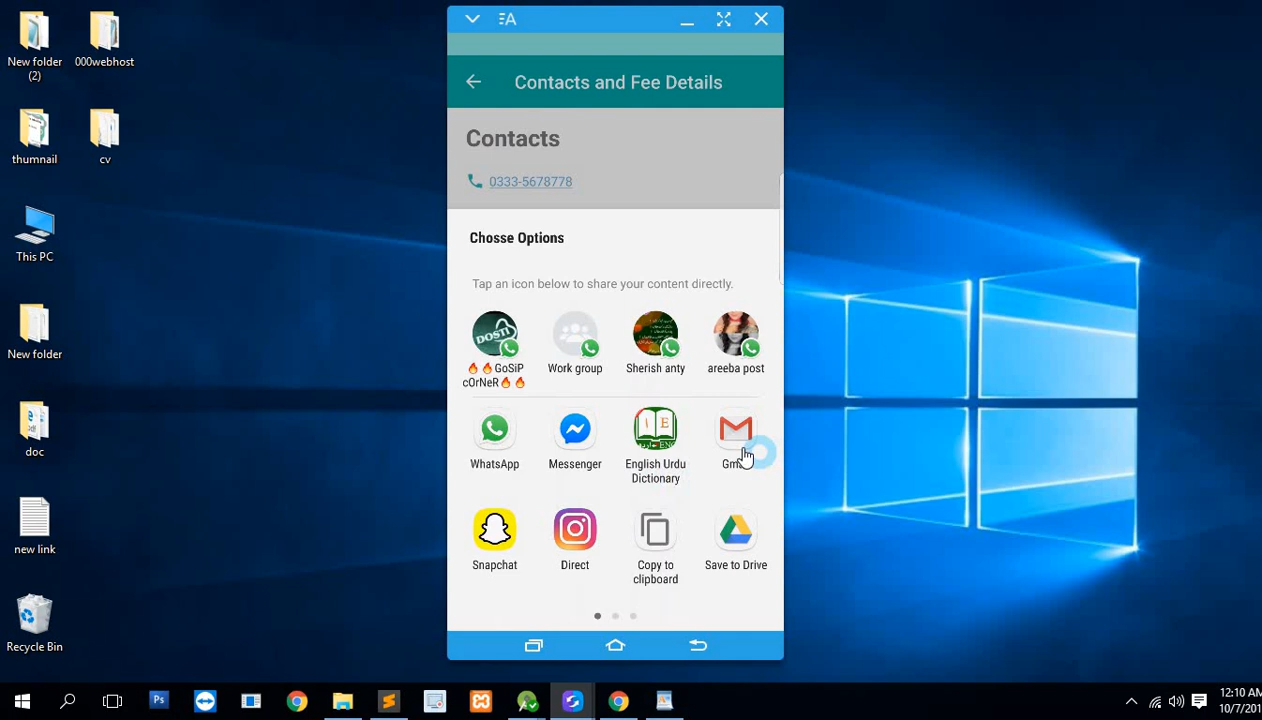 New folder
(2)
000webhost
thumnail
cv
This PC
New folder
doc
new link
Recycle Bin
Contacts and Fee Details
Contacts
0333-5678778
Chosse Options
Tap an icon below to share your content directly.
🔥🔥GoSiP
cOrNeR🔥🔥
Work group
Sherish anty
areeba post
WhatsApp
Messenger
English Urdu
Dictionary
Snapchat
Direct
Copy to
clipboard
Save to Drive
DOSTI
Ps
12:10 AM